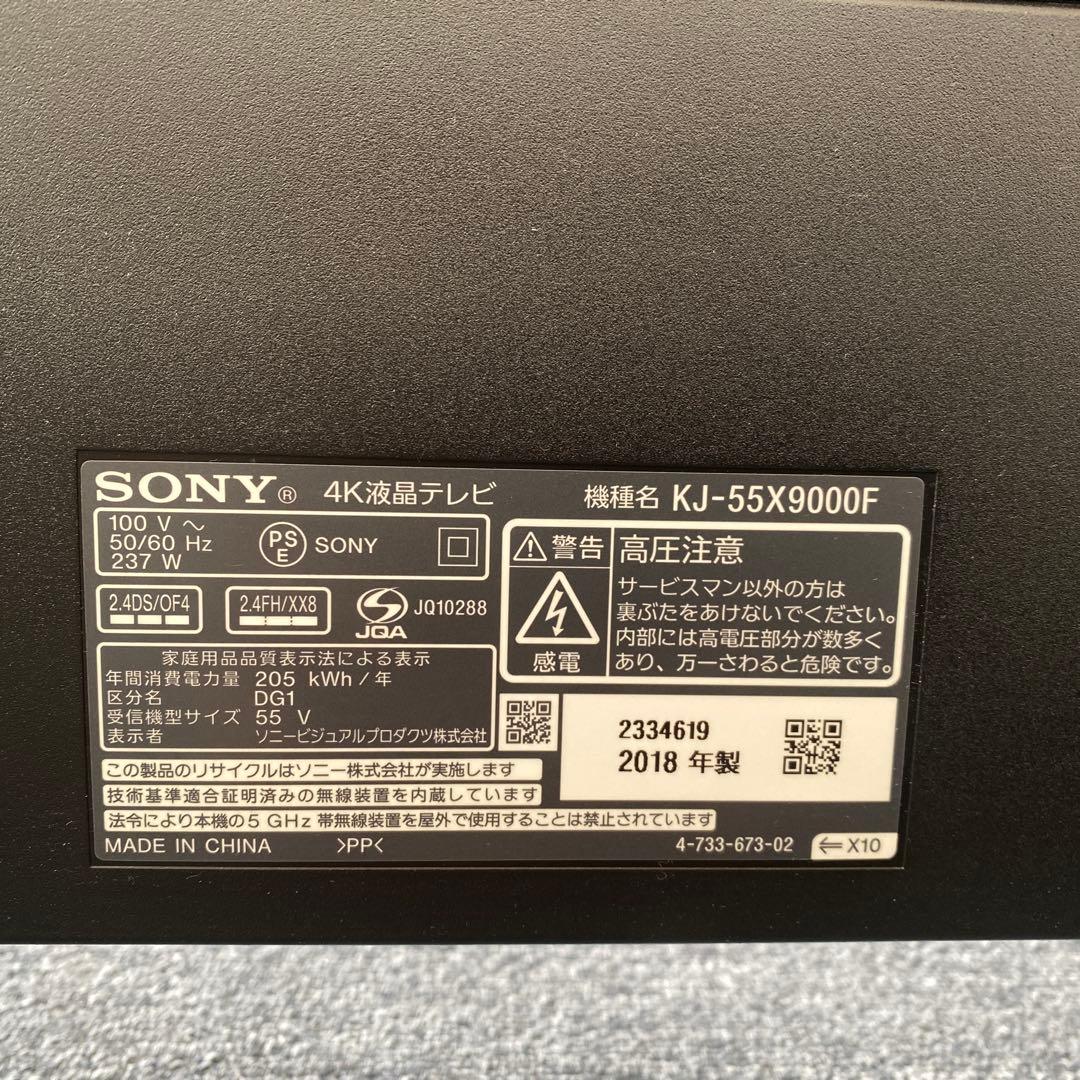 SONY® 4K液晶テレビ
機種名 KJ-55X9000F
100 V ～
50/60 Hz
237 W
PS
E
SONY
2.4DS/OF4
2.4FH/XX8
JQA
JQ10288
家庭用品品質表示法による表示
年間消費電力量 205 kWh/年
区分名 DG1
受信機型サイズ 55 V
表示者 ソニービジュアルプロダクツ株式会社
警告
感電
高圧注意
サービスマン以外の方は
裏ぶたをあけないでください。
内部には高電圧部分が数多く
あり、万一さわると危険です。
2334619
2018 年製
この製品のリサイクルはソニー株式会社が実施します
技術基準適合証明済みの無線装置を内蔵しています
法令により本機の5 GHz 帯無線装置を屋外で使用することは禁止されています
MADE IN CHINA >PP< 4-733-673-02 ⇐X10